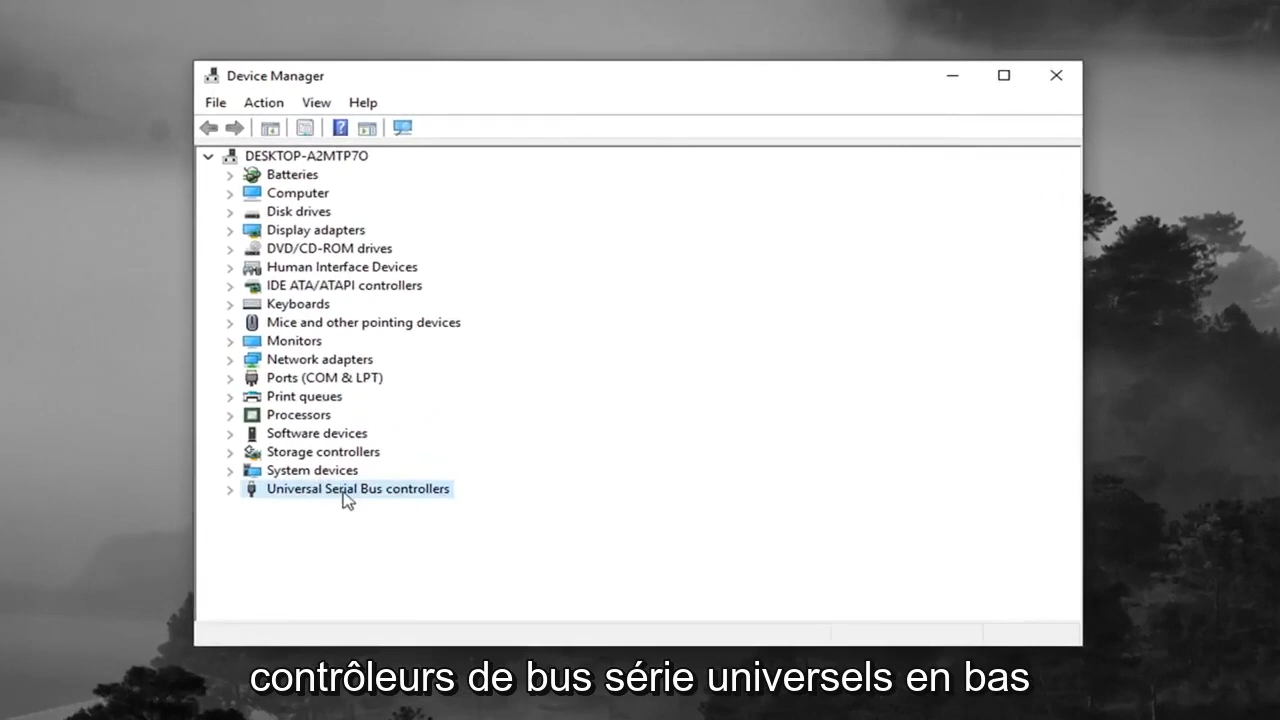 Device Manager
File Action View Help
DESKTOP-A2MTP7O
Batteries
Computer
Disk drives
Display adapters
DVD/CD-ROM drives
Human Interface Devices
IDE ATA/ATAPI controllers
Keyboards
Mice and other pointing devices
Monitors
Network adapters
Ports (COM & LPT)
Print queues
Processors
Software devices
Storage controllers
System devices
Universal Serial Bus controllers
contrôleurs de bus série universels en bas